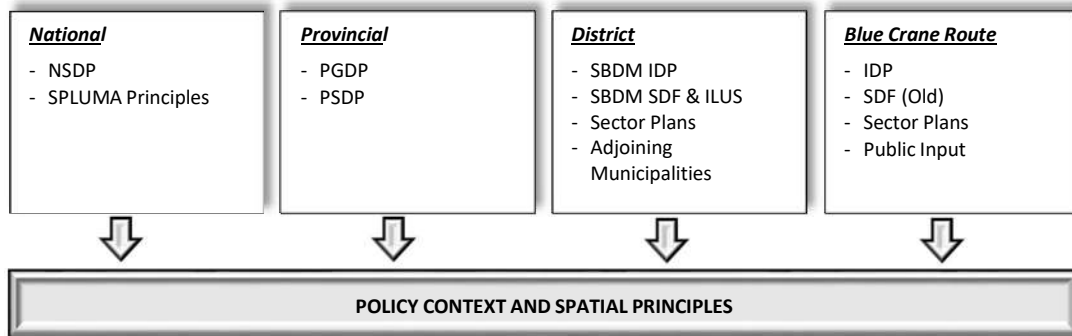 National
- NSDP
- SPLUMA Principles
Provincial
- PGDP
- PSDP
District
- SBDM IDP
- SBDM SDF & ILUS
- Sector Plans
- Adjoining
Municipalities
Blue Crane Route
- IDP
- SDF (Old)
- Sector Plans
- Public Input
POLICY CONTEXT AND SPATIAL PRINCIPLES